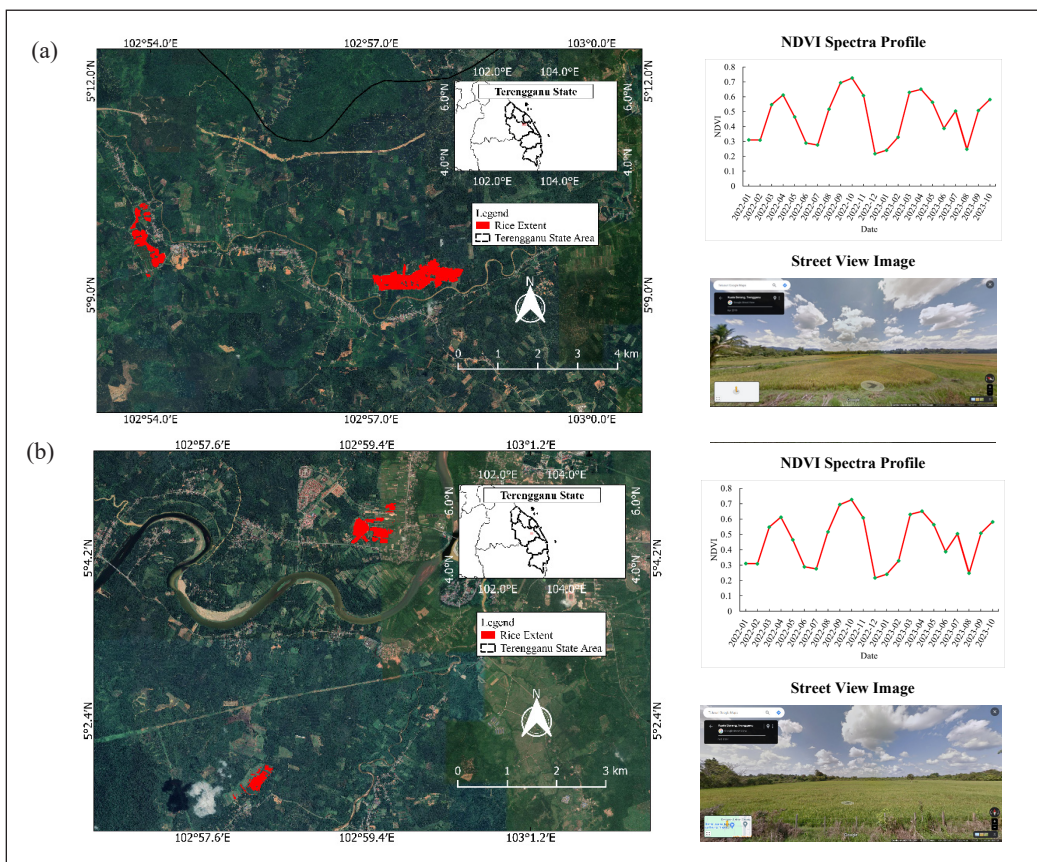 (a)
102°54.0'E 102°57.0'E 103°0.0'E
5°12.0'N
5°9.0'N
5°12.0'N
5°9.0'N
102.0°E 104.0°E
Terengganu State
6.0°N
4.0°N
6.0°N
4.0°N
102.0°E 104.0°E
Legend
Rice Extent
Terengganu State Area
N
0 1 2 3 4 km
102°54.0'E 102°57.0'E 103°0.0'E
NDVI Spectra Profile
0.8
0.7
0.6
0.5
0.4
0.3
0.2
0.1
0
NDVI
2022-01
2022-02
2022-03
2022-04
2022-05
2022-06
2022-07
2022-08
2022-09
2022-10
2022-11
2022-12
2023-01
2023-02
2023-03
2023-04
2023-05
2023-06
2023-07
2023-08
2023-09
2023-10
Date
Street View Image
(b)
102°57.6'E 102°59.4'E 103°1.2'E
5°4.2'N
5°2.4'N
5°4.2'N
5°2.4'N
102.0°E 104.0°E
Terengganu State
6.0°N
4.0°N
6.0°N
4.0°N
102.0°E 104.0°E
Legend
Rice Extent
Terengganu State Area
N
0 1 2 3 km
102°57.6'E 102°59.4'E 103°1.2'E
NDVI Spectra Profile
0.8
0.7
0.6
0.5
0.4
0.3
0.2
0.1
0
NDVI
2022-01
2022-02
2022-03
2022-04
2022-05
2022-06
2022-07
2022-08
2022-09
2022-10
2022-11
2022-12
2023-01
2023-02
2023-03
2023-04
2023-05
2023-06
2023-07
2023-08
2023-09
2023-10
Date
Street View Image
Google